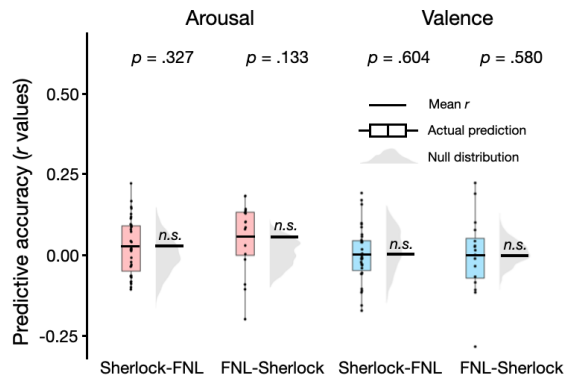 Arousal Valence
p = .327 p = .133 p = .604 p = .580
Predictive accuracy (r values)
0.50
0.25
0.00
-0.25
Mean r
Actual prediction
Null distribution
n.s. n.s. n.s. n.s.
Sherlock-FNL FNL-Sherlock Sherlock-FNL FNL-Sherlock